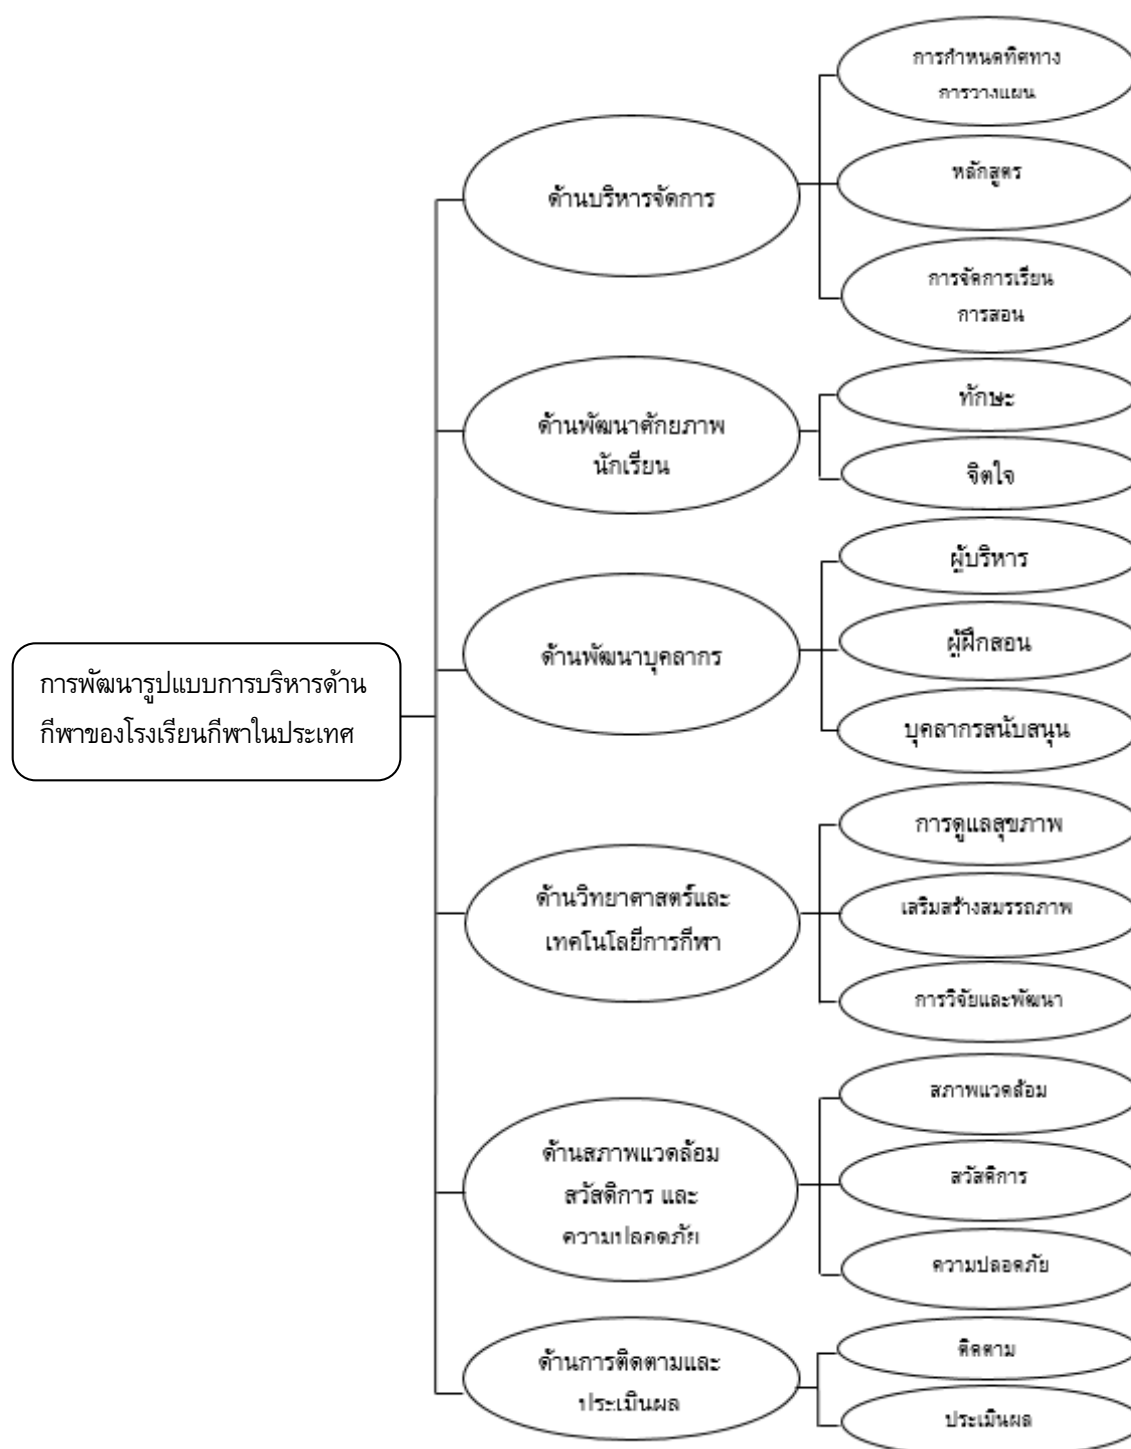 การพัฒนารูปแบบการบริหารด้าน
กีฬาของโรงเรียนกีฬาในประเทศ
ด้านบริหารจัดการ
การกำหนดทิศทาง
การวางแผน
หลักสูตร
การจัดการเรียน
การสอน
ด้านพัฒนาศักยภาพ
นักเรียน
ทักษะ
จิตใจ
ด้านพัฒนาบุคลากร
ผู้บริหาร
ผู้ฝึกสอน
บุคลากรสนับสนุน
ด้านวิทยาศาสตร์และ
เทคโนโลยีการกีฬา
การดูแลสุขภาพ
เสริมสร้างสมรรถภาพ
การวิจัยและพัฒนา
ด้านสภาพแวดล้อม
สวัสดิการ และ
ความปลอดภัย
สภาพแวดล้อม
สวัสดิการ
ความปลอดภัย
ด้านการติดตามและ
ประเมินผล
ติดตาม
ประเมินผล